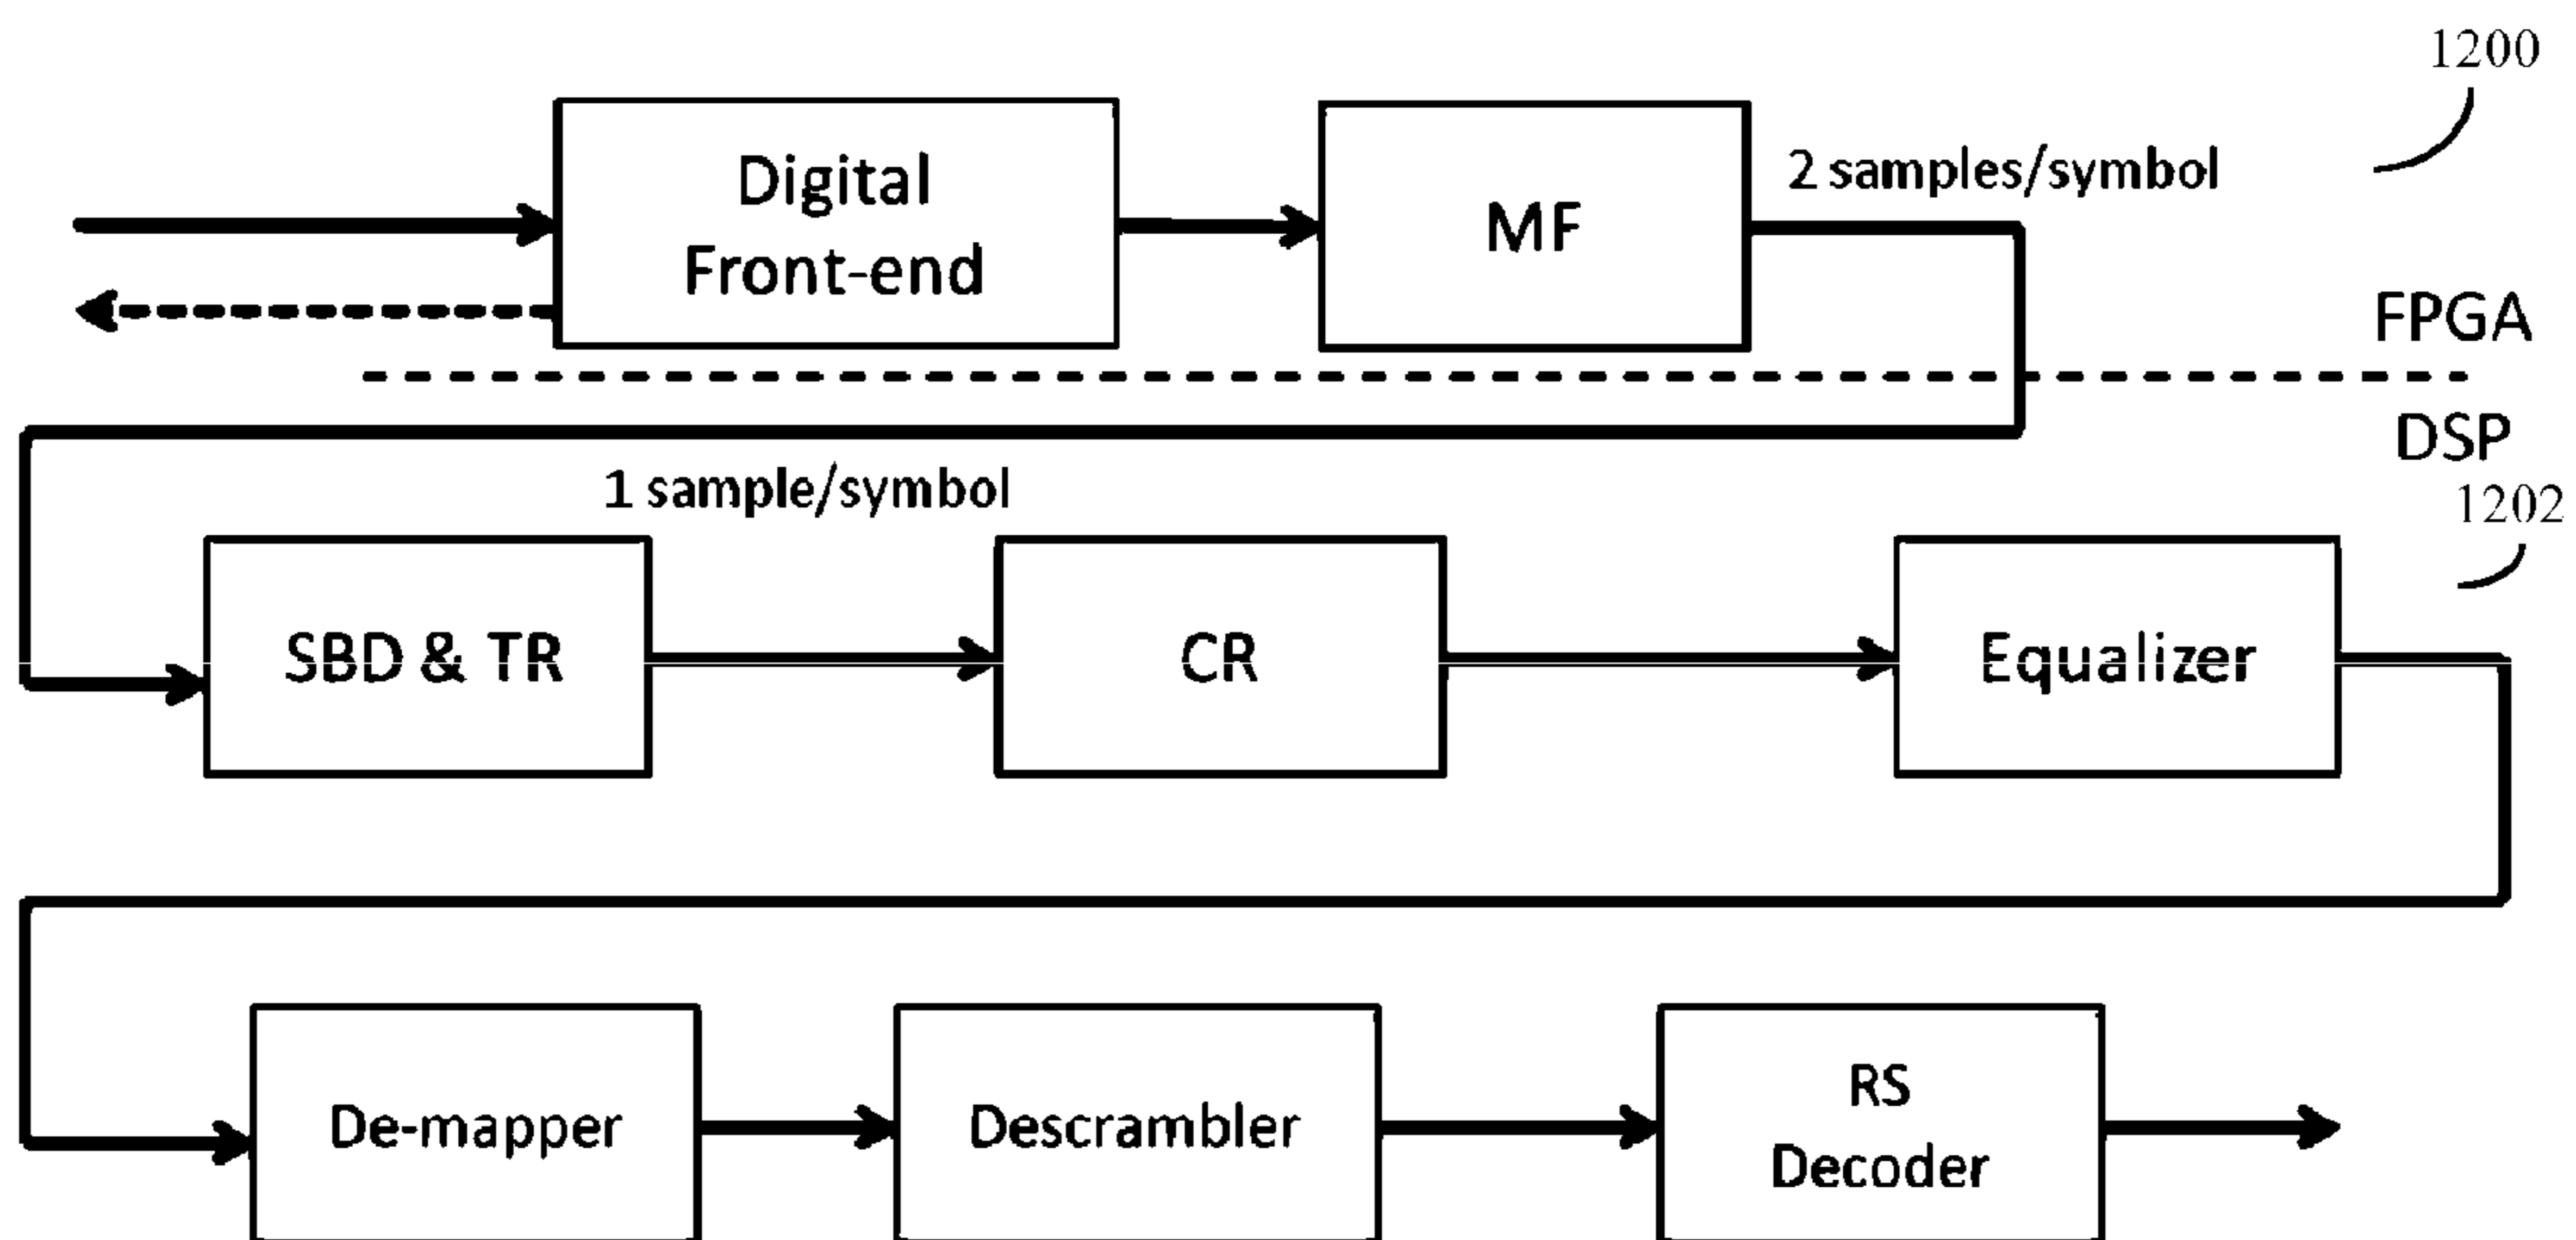 1200
Digital
Front-end
MF
2 samples/symbol
FPGA
DSP
1 sample/symbol
1202
SBD & TR
CR
Equalizer
De-mapper
Descrambler
RS
Decoder